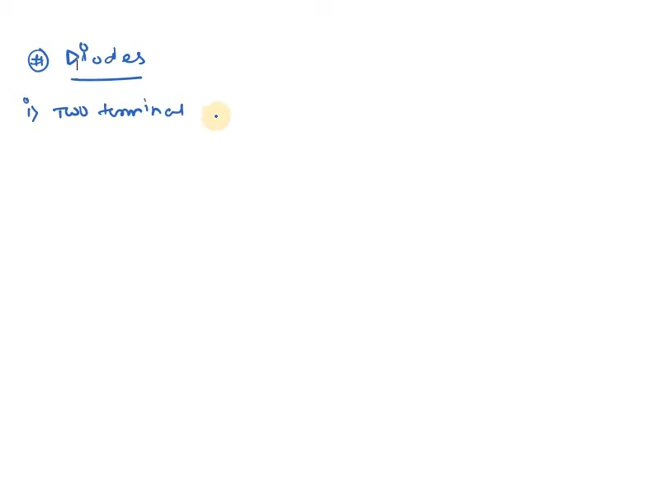 # Diodes
i) Two terminal